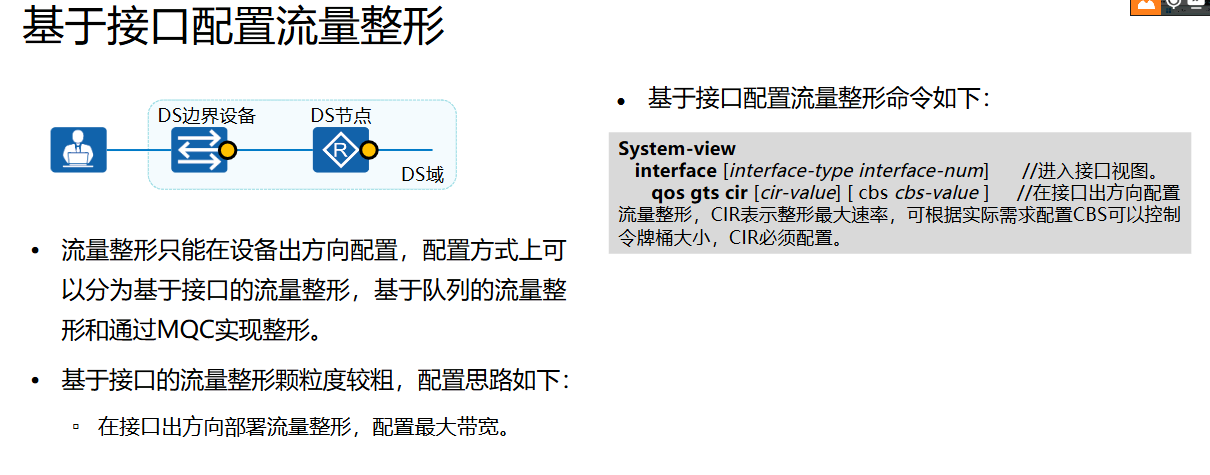 基于接口配置流量整形
DS边界设备
DS节点
R
DS域
• 流量整形只能在设备出方向配置，配置方式上可
以分为基于接口的流量整形，基于队列的流量整
形和通过MQC实现整形。
• 基于接口的流量整形颗粒度较粗，配置思路如下：
▫ 在接口出方向部署流量整形，配置最大带宽。
• 基于接口配置流量整形命令如下：
System-view
interface [interface-type interface-num] //进入接口视图。
qos gts cir [cir-value] [ cbs cbs-value ] //在接口出方向配置
流量整形，CIR表示整形最大速率，可根据实际需求配置CBS可以控制
令牌桶大小，CIR必须配置。